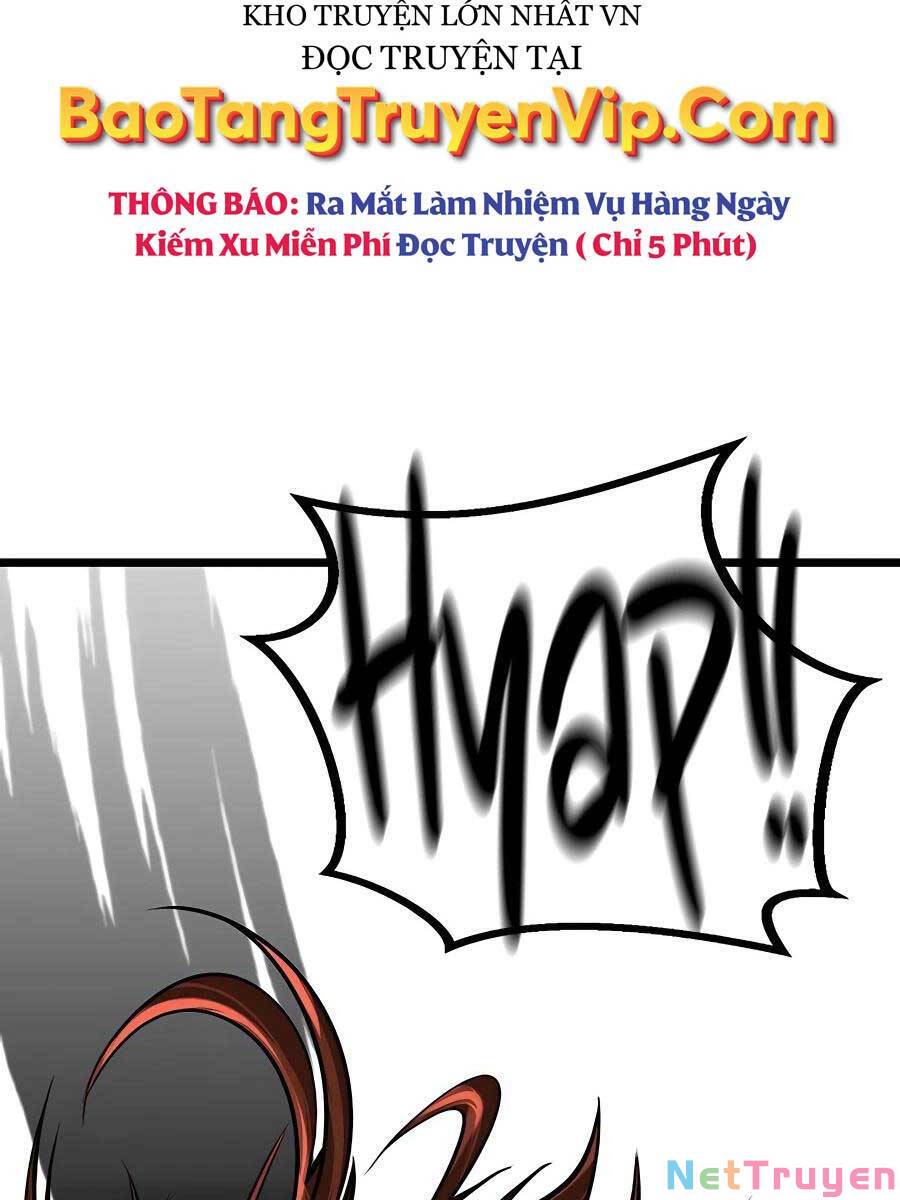 KHO TRUYỆN LỚN NHẤT VN
ĐỌC TRUYỆN TẠI
BaoTangTruyenVip.Com
THÔNG BÁO: Ra Mắt Làm Nhiệm Vụ Hàng Ngày
Kiếm Xu Miễn Phí Đọc Truyện ( Chỉ 5 Phút)
Hyap!!
NetTruyen